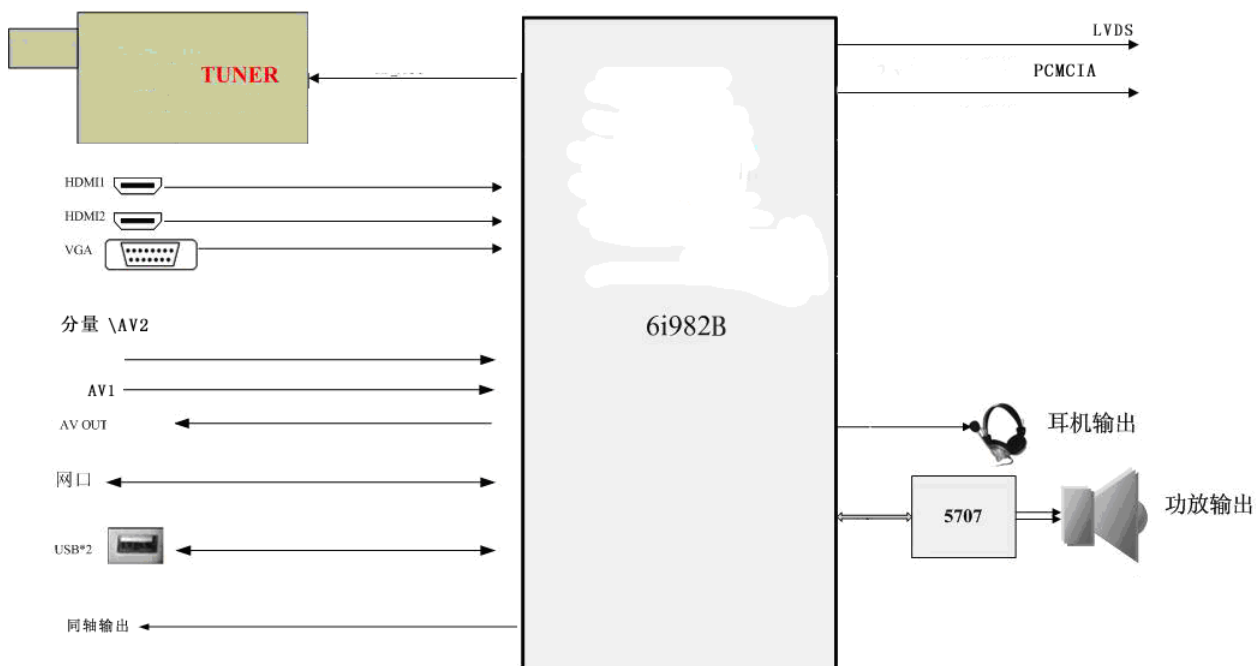 TUNER
LVDS
PCMCIA
HDMI1
HDMI2
VGA
分量 \AV2
6i982B
AV1
AV OUT
耳机输出
网口
5707
功放输出
USB*2
同轴输出